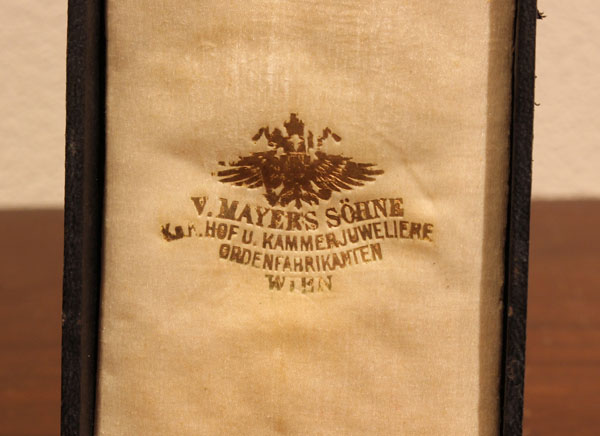 V. MAYER'S SÖHNE
K.u.K. HOF U. KAMMERJUWELIERE
ORDENFABRIKANTEN
WIEN